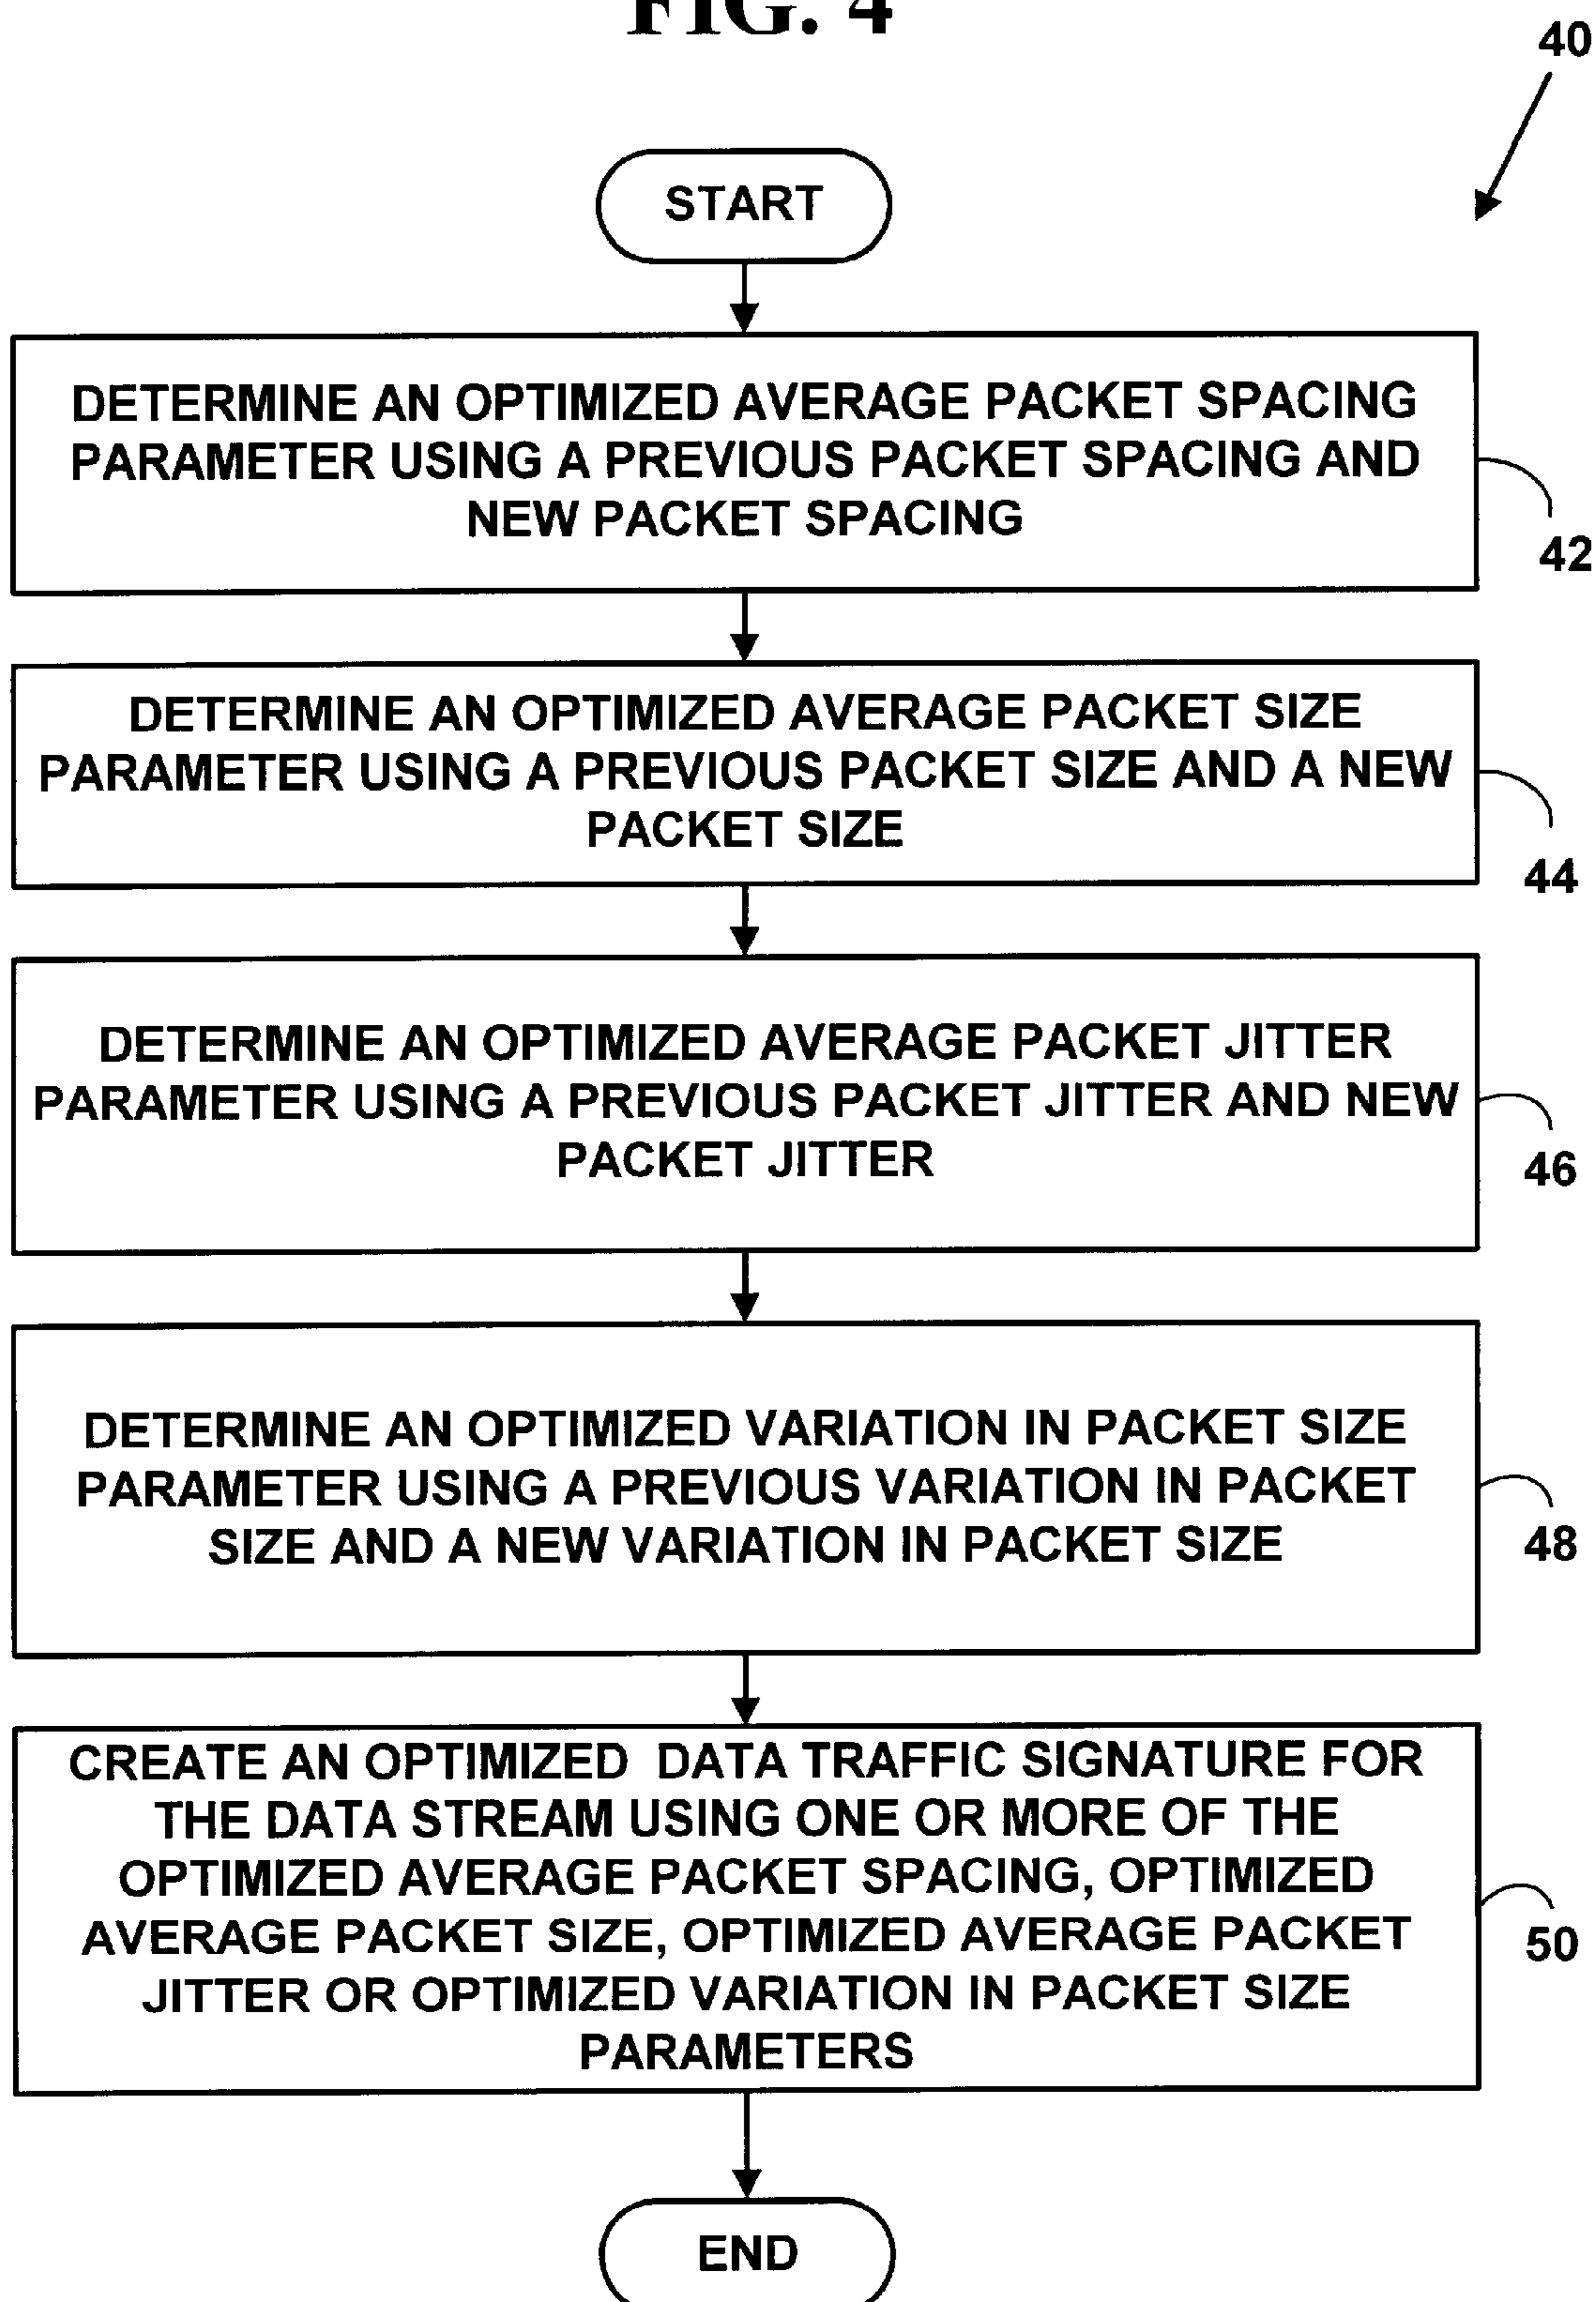 FIG. 4
40
START
DETERMINE AN OPTIMIZED AVERAGE PACKET SPACING
PARAMETER USING A PREVIOUS PACKET SPACING AND
NEW PACKET SPACING
42
DETERMINE AN OPTIMIZED AVERAGE PACKET SIZE
PARAMETER USING A PREVIOUS PACKET SIZE AND A NEW
PACKET SIZE
44
DETERMINE AN OPTIMIZED AVERAGE PACKET JITTER
PARAMETER USING A PREVIOUS PACKET JITTER AND NEW
PACKET JITTER
46
DETERMINE AN OPTIMIZED VARIATION IN PACKET SIZE
PARAMETER USING A PREVIOUS VARIATION IN PACKET
SIZE AND A NEW VARIATION IN PACKET SIZE
48
CREATE AN OPTIMIZED DATA TRAFFIC SIGNATURE FOR
THE DATA STREAM USING ONE OR MORE OF THE
OPTIMIZED AVERAGE PACKET SPACING, OPTIMIZED
AVERAGE PACKET SIZE, OPTIMIZED AVERAGE PACKET
JITTER OR OPTIMIZED VARIATION IN PACKET SIZE
PARAMETERS
50
END